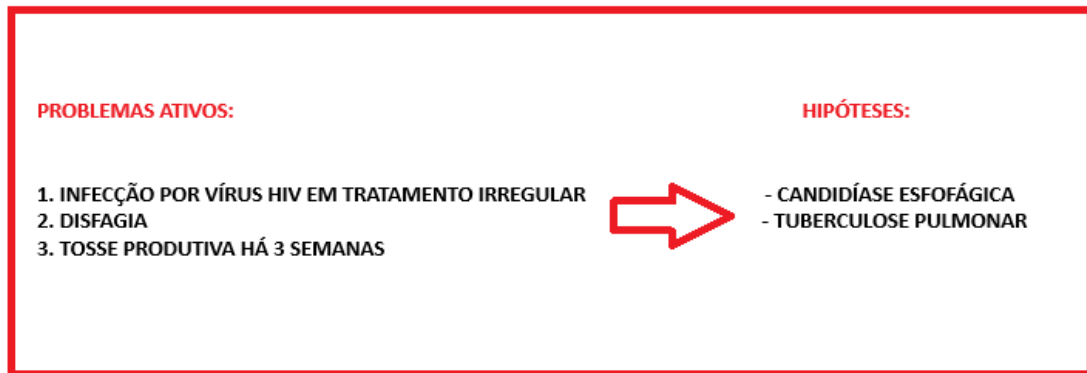 PROBLEMAS ATIVOS:
HIPÓTESES:
1. INFECÇÃO POR VÍRUS HIV EM TRATAMENTO IRREGULAR
2. DISFAGIA
3. TOSSE PRODUTIVA HÁ 3 SEMANAS
- CANDIDÍASE ESFOFÁGICA
- TUBERCULOSE PULMONAR